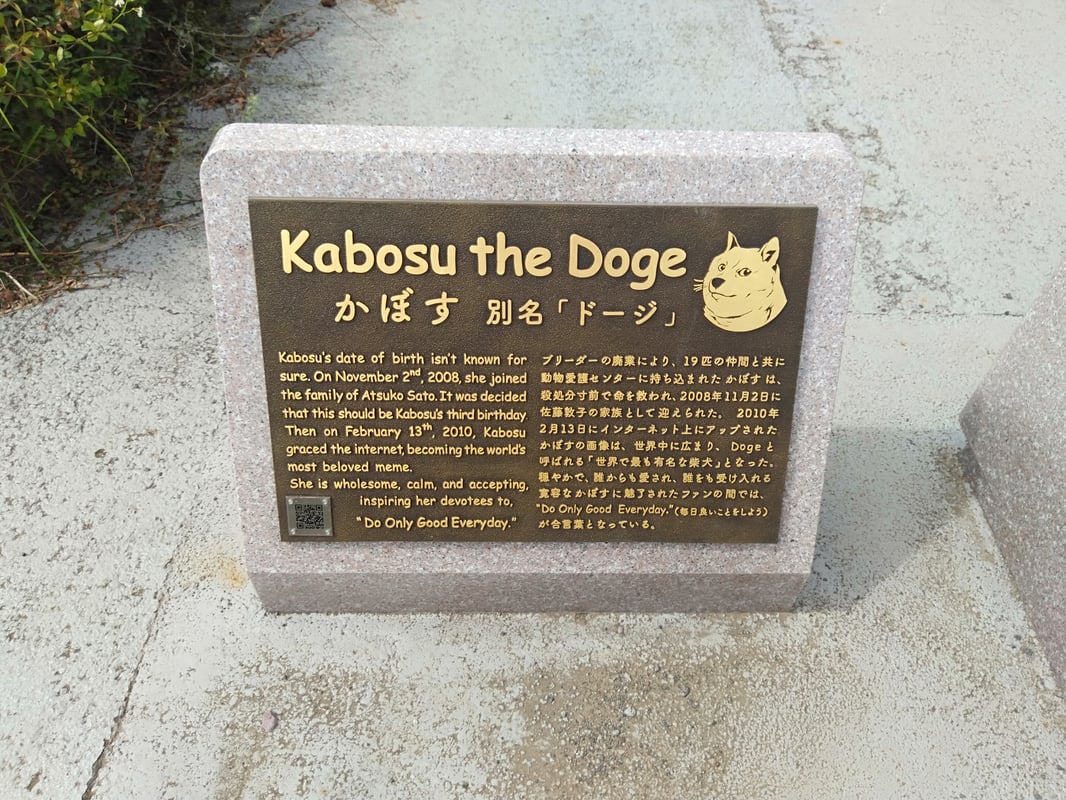 Kabosu the Doge
かぼす 別名「ドージ」
Kabosu's date of birth isn't known for
sure. On November 2nd, 2008, she joined
the family of Atsuko Sato. It was decided
that this should be Kabosu's third birthday.
Then on February 13th, 2010, Kabosu
graced the internet, becoming the world's
most beloved meme.
She is wholesome, calm, and accepting,
inspiring her devotees to,
"Do Only Good Everyday."
ブリーダーの廃業により、19匹の仲間と共に
動物愛護センターに持ち込まれたかぼすは、
殺処分寸前で命を救われ、2008年11月2日に
佐藤敦子の家族として迎えられた。 2010年
2月13日にインターネット上にアップされた
かぼすの画像は、世界中に広まり、Dogeと
呼ばれる「世界で最も有名な柴犬」となった。
穏やかで、誰からも愛され、誰をも受け入れる
寛容なかぼすに魅了されたファンの間では、
"Do Only Good Everyday."(毎日良いことをしよう)
が合言葉となっている。